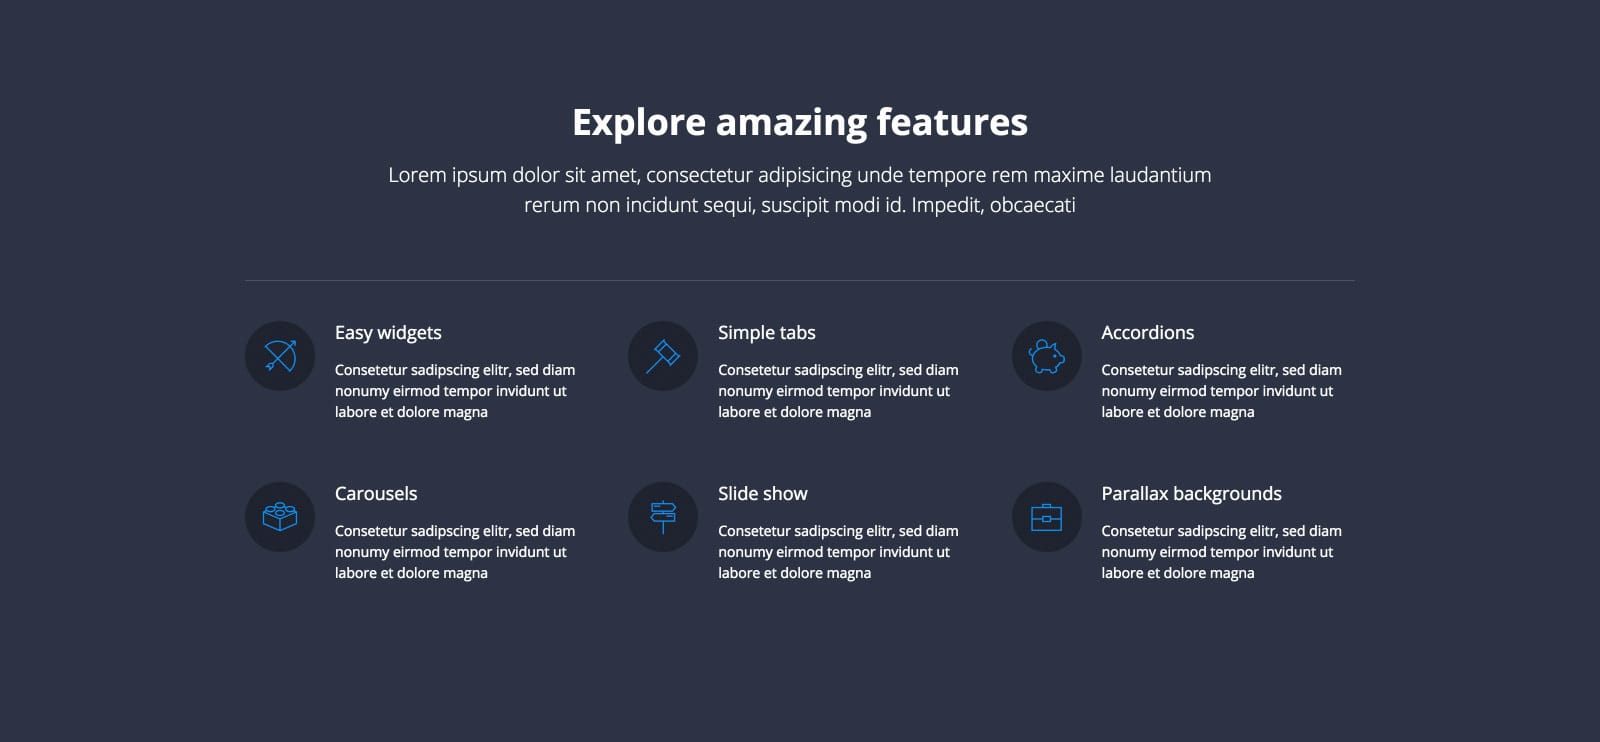 Explore amazing features
Lorem ipsum dolor sit amet, consectetur adipisicing unde tempore rem maxime laudantium
rerum non incidunt sequi, suscipit modi id. Impedit, obcaecati
Easy widgets
Consetetur sadipscing elitr, sed diam
nonumy eirmod tempor invidunt ut
labore et dolore magna
Simple tabs
Consetetur sadipscing elitr, sed diam
nonumy eirmod tempor invidunt ut
labore et dolore magna
Accordions
Consetetur sadipscing elitr, sed diam
nonumy eirmod tempor invidunt ut
labore et dolore magna
Carousels
Consetetur sadipscing elitr, sed diam
nonumy eirmod tempor invidunt ut
labore et dolore magna
Slide show
Consetetur sadipscing elitr, sed diam
nonumy eirmod tempor invidunt ut
labore et dolore magna
Parallax backgrounds
Consetetur sadipscing elitr, sed diam
nonumy eirmod tempor invidunt ut
labore et dolore magna